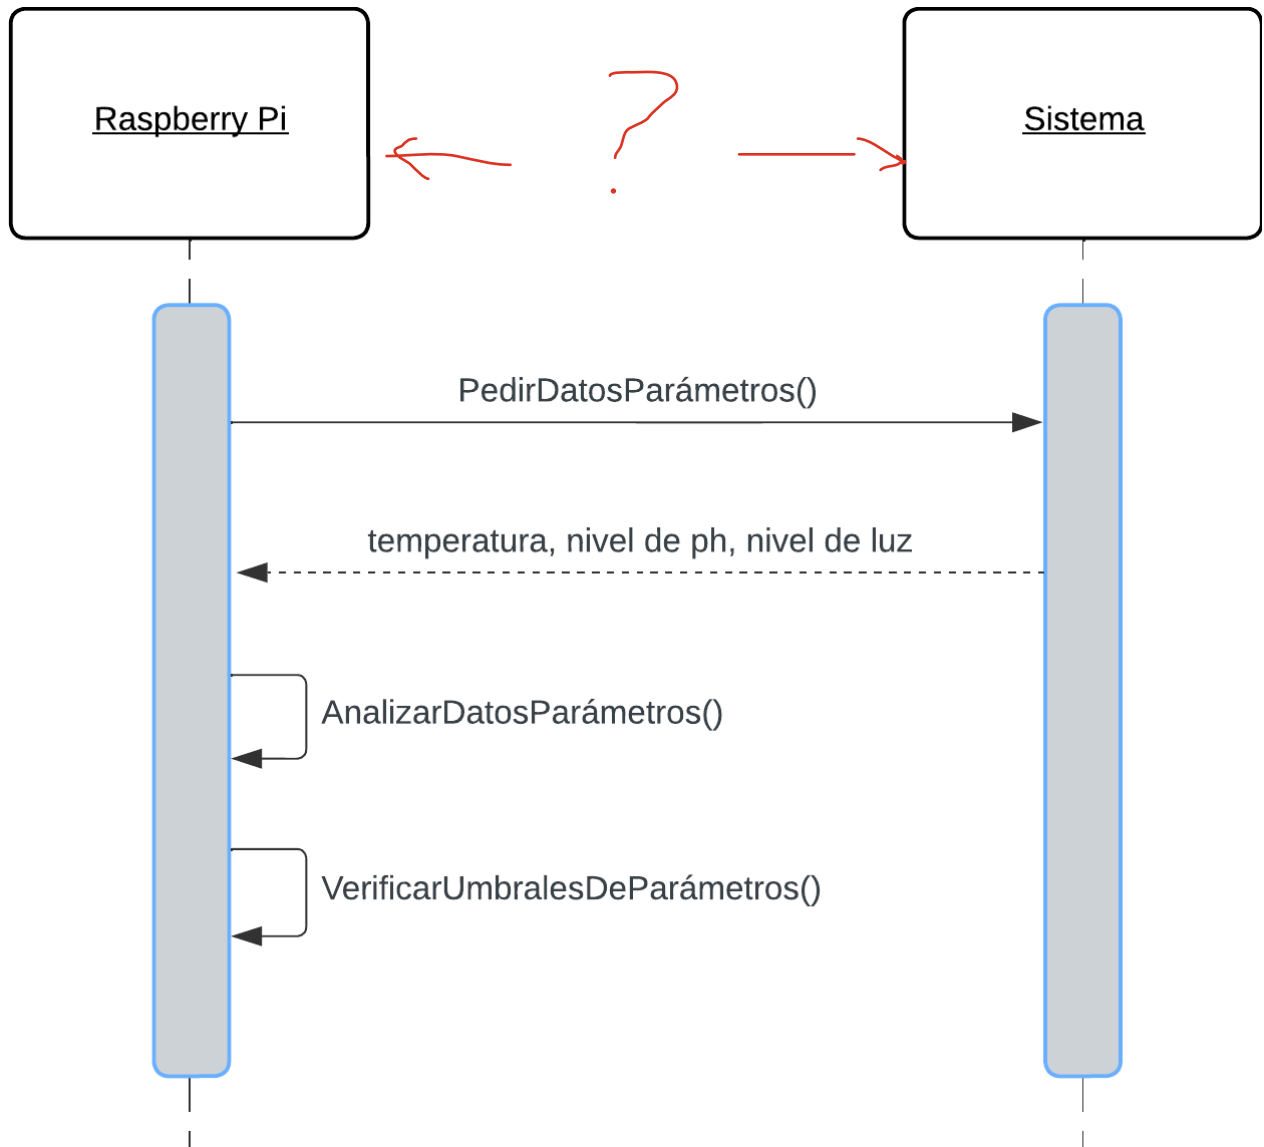 Raspberry Pi
?
Sistema
PedirDatosParámetros()
temperatura, nivel de ph, nivel de luz
AnalizarDatosParámetros()
VerificarUmbralesDeParámetros()